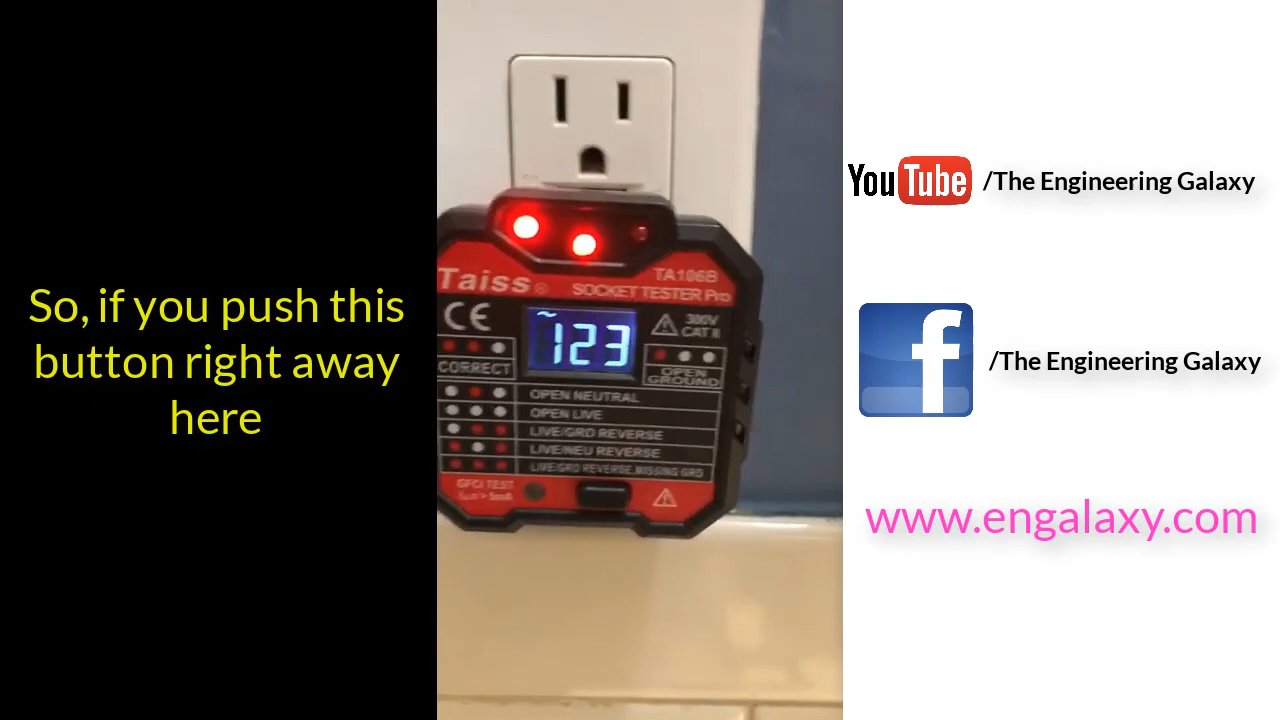 So, if you push this
button right away
here
Taiss®
TA106B
SOCKET TESTER Pro
CE
~123
300V
CAT II
CORRECT
OPEN
GROUND
OPEN NEUTRAL
OPEN LIVE
LIVE/GRD REVERSE
LIVE/NEU REVERSE
LIVE/GRD REVERSE,MISSING GRD
GFCI TEST
YouTube /The Engineering Galaxy
f /The Engineering Galaxy
www.engalaxy.com